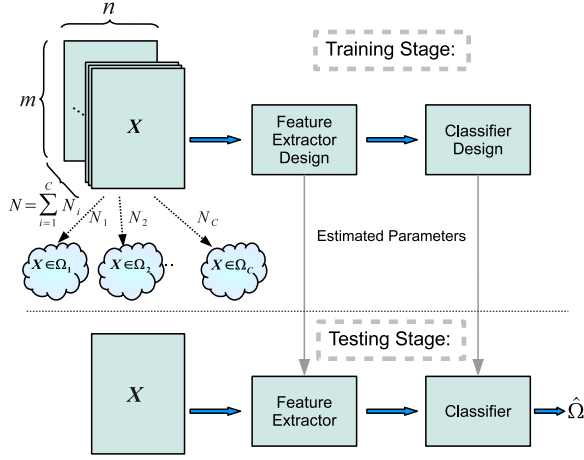 n
Training Stage:
m
...
X
Feature
Extractor
Design
Classifier
Design
N=∑_{i=1}^{C} N_i
N_1
N_2
N_C
Estimated Parameters
X∈Ω_1
X∈Ω_2
..
X∈Ω_C
Testing Stage:
X
Feature
Extractor
Classifier
Ω̂